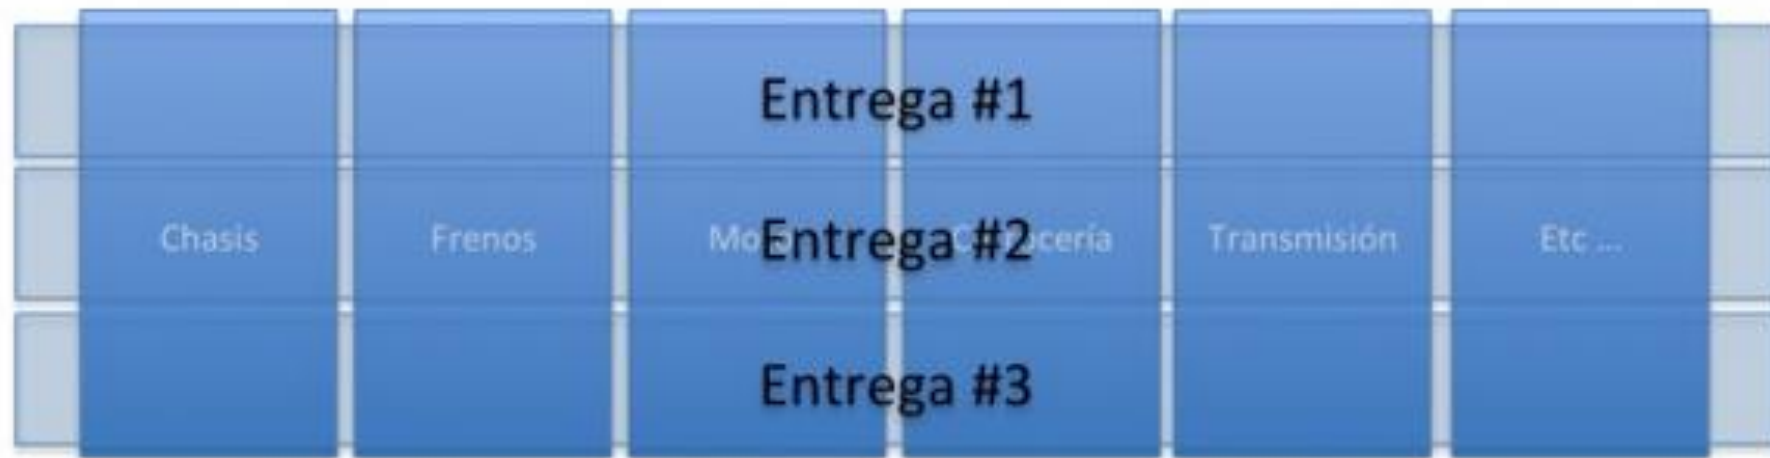 Entrega #1
Chasis Frenos Entrega #2 Transmisión Etc ...
Entrega #3